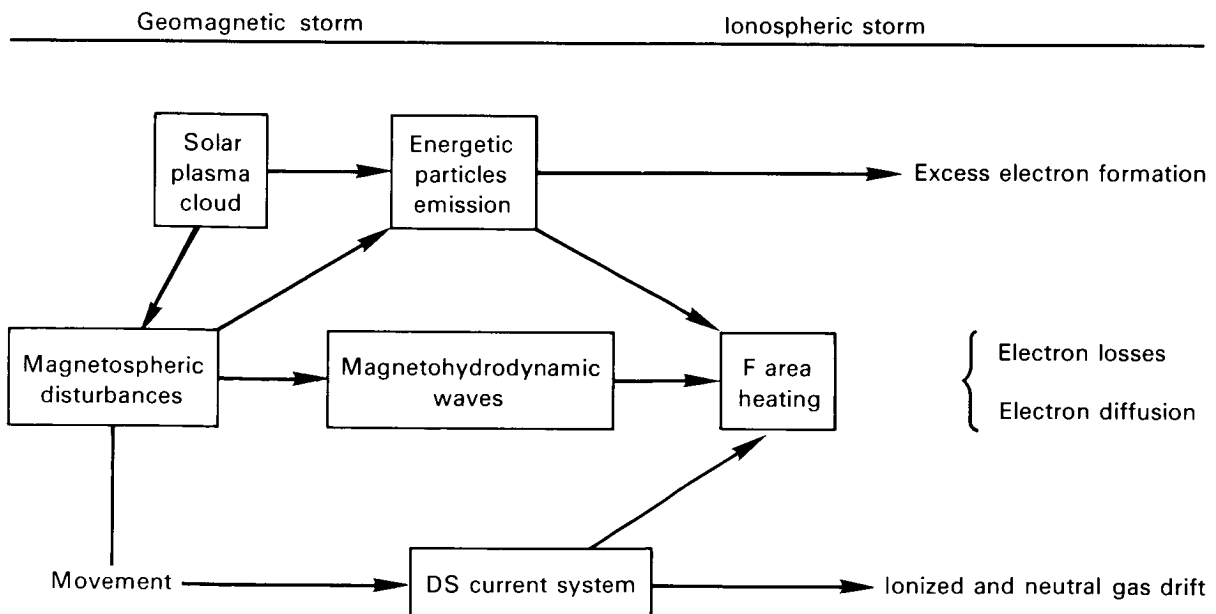 Geomagnetic storm
Ionospheric storm
Solar
plasma
cloud
Energetic
particles
emission
Excess electron formation
Magnetospheric
disturbances
Magnetohydrodynamic
waves
F area
heating
Electron losses
Electron diffusion
Movement
DS current system
Ionized and neutral gas drift